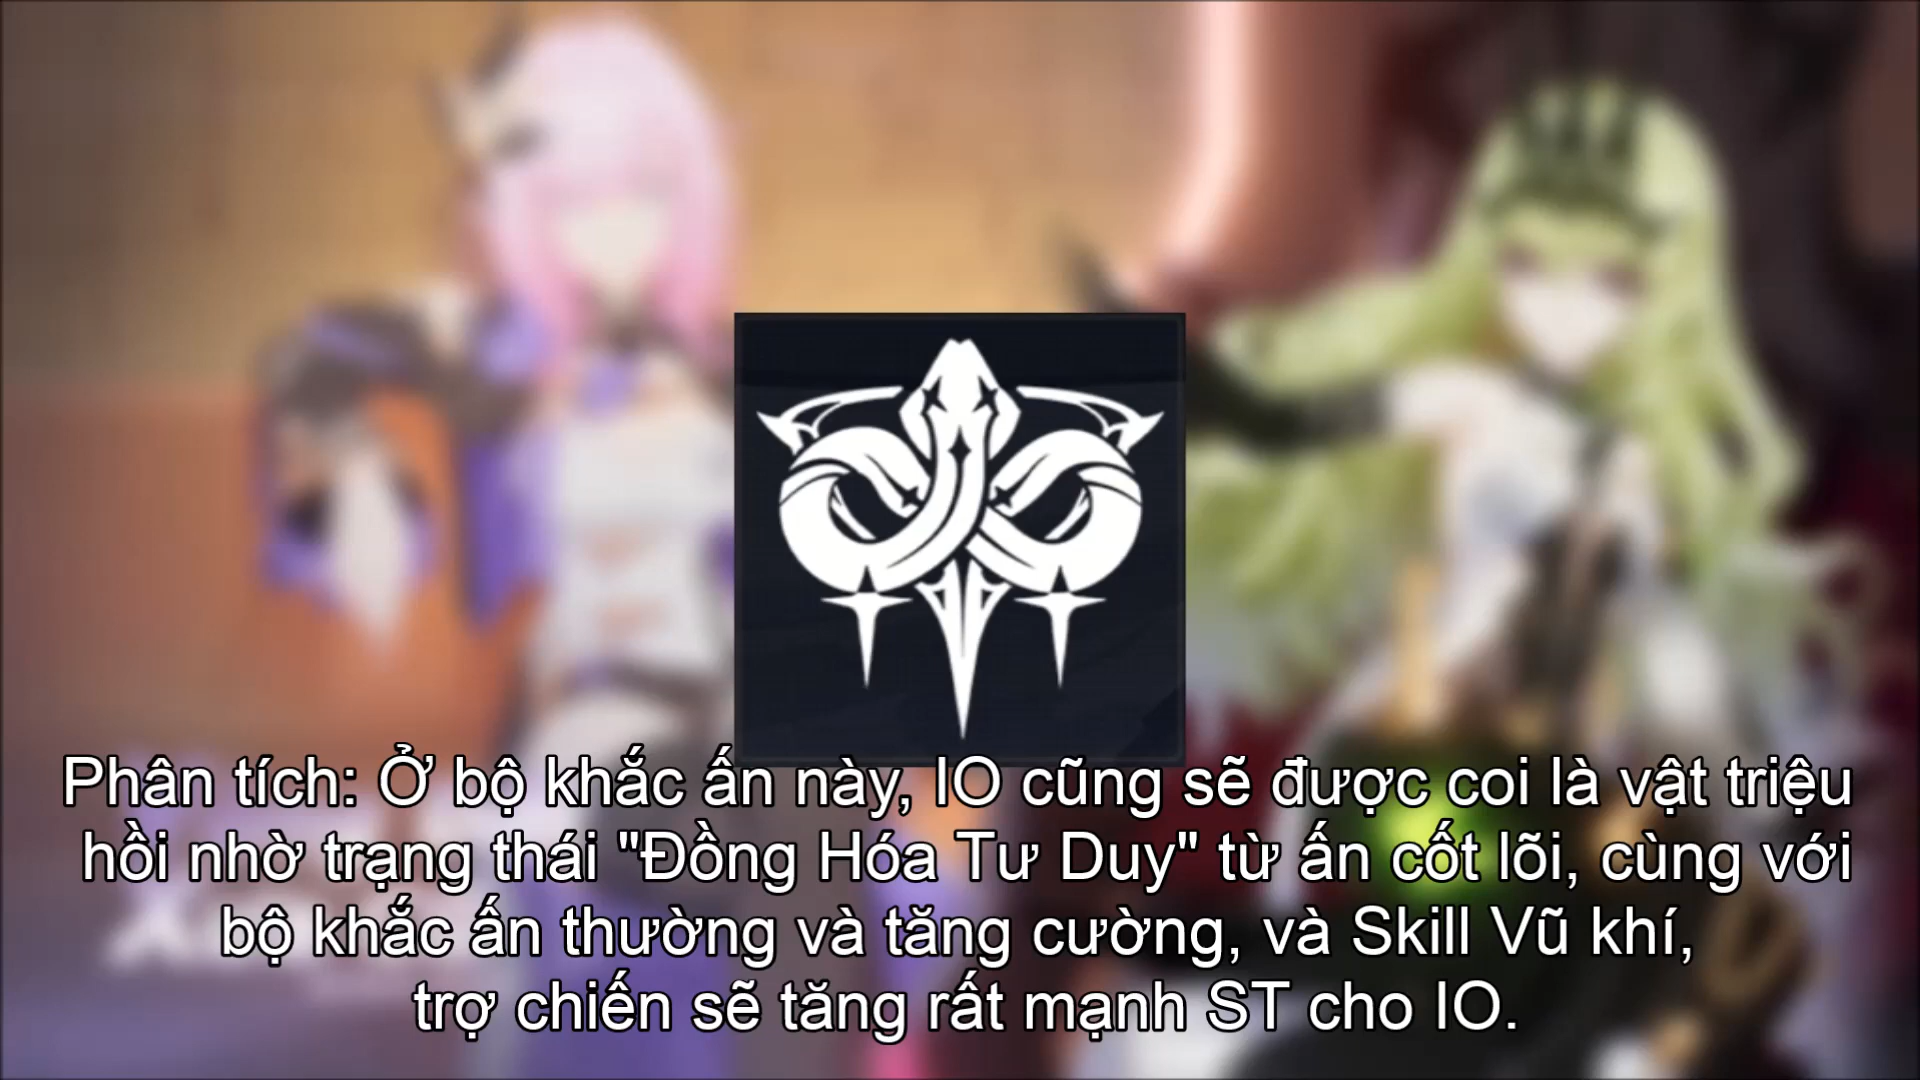 Phân tích: Ở bộ khắc ấn này, IO cũng sẽ được coi là vật triệu
hồi nhờ trạng thái "Đồng Hóa Tư Duy" từ ấn cốt lõi, cùng với
bộ khắc ấn thường và tăng cường, và Skill Vũ khí,
trợ chiến sẽ tăng rất mạnh ST cho IO.